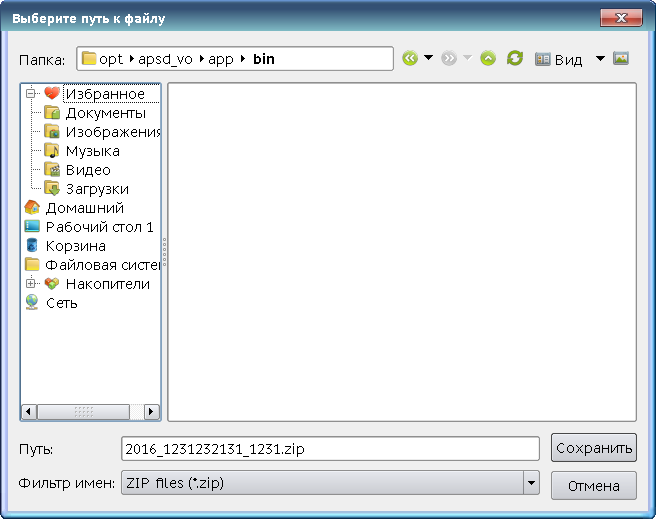 Выберите путь к файлу
Папка: opt apsd_vo app bin Вид
Избранное
Документы
Изображения
Музыка
Видео
Загрузки
Домашний
Рабочий стол 1
Корзина
Файловая систем
Накопители
Сеть
Путь: 2016_1231232131_1231.zip Сохранить
Фильтр имен: ZIP files (*.zip) Отмена